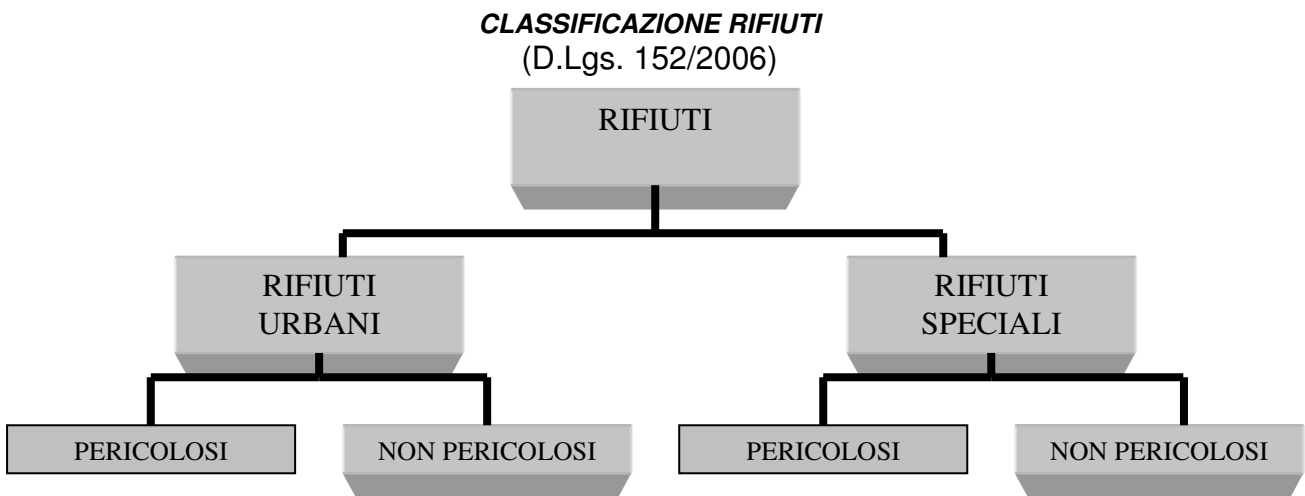 CLASSIFICAZIONE RIFIUTI
(D.Lgs. 152/2006)
RIFIUTI
RIFIUTI
URBANI
RIFIUTI
SPECIALI
PERICOLOSI
NON PERICOLOSI
PERICOLOSI
NON PERICOLOSI